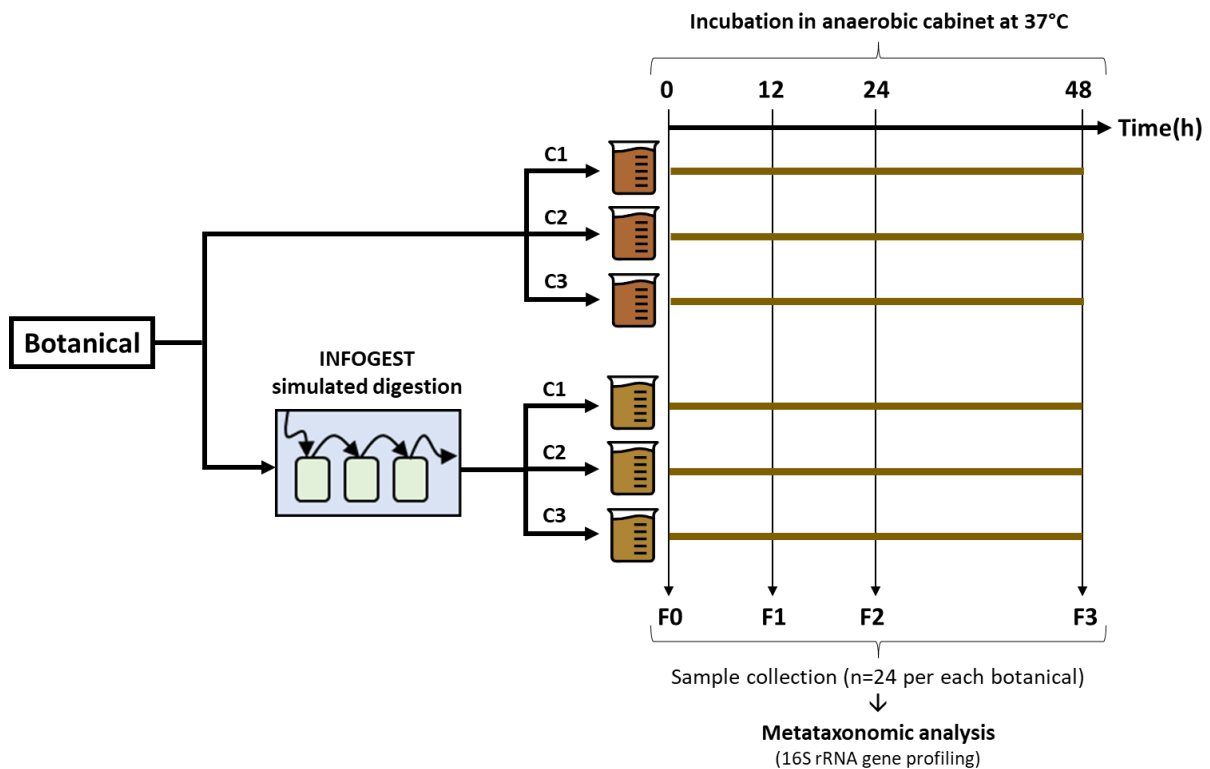 Incubation in anaerobic cabinet at 37°C
0 12 24 48
Time(h)
C1
C2
C3
Botanical
INFOGEST
simulated digestion
C1
C2
C3
F0 F1 F2 F3
Sample collection (n=24 per each botanical)
Metataxonomic analysis
(16S rRNA gene profiling)